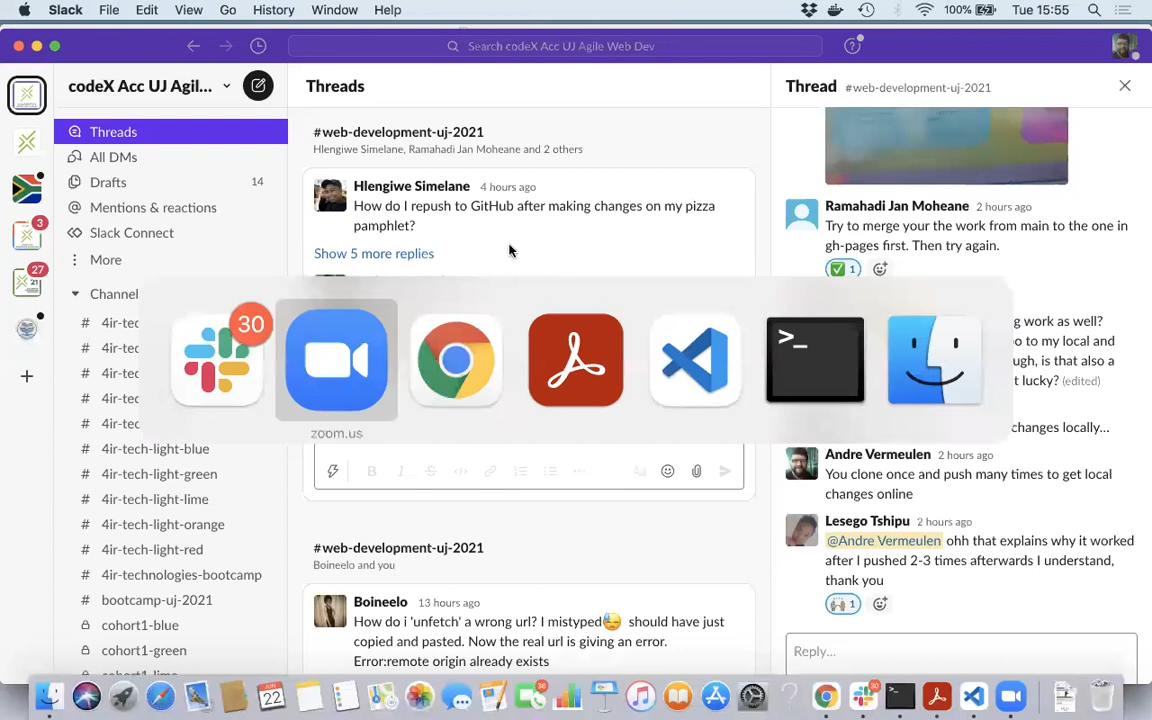 Slack File Edit View Go History Window Help 100% Tue 15:55
Search codeX Acc UJ Agile Web Dev
codeX Acc UJ Agil...
Threads
All DMs
Drafts 14
Mentions & reactions
Slack Connect
More
Channel
4ir-tec
# 4ir-tec
# 4ir-tec
# 4ir-tec
# 4ir-tec
# 4ir-tech-light-blue
# 4ir-tech-light-green
# 4ir-tech-light-lime
# 4ir-tech-light-orange
# 4ir-tech-light-red
# 4ir-technologies-bootcamp
# bootcamp-uj-2021
cohort1-blue
cohort1-green
cohort1-lime
3
27
Threads
#web-development-uj-2021
Hlengiwe Simelane, Ramahadi Jan Moheane and 2 others
Hlengiwe Simelane 4 hours ago
How do I repush to GitHub after making changes on my pizza
pamphlet?
Show 5 more replies
30
zoom.us
#web-development-uj-2021
Boineelo and you
Boineelo 13 hours ago
How do i 'unfetch' a wrong url? I mistyped should have just
copied and pasted. Now the real url is giving an error.
Error:remote origin already exists
Thread #web-development-uj-2021
Ramahadi Jan Moheane 2 hours ago
Try to merge your the work from main to the one in
gh-pages first. Then try again.
1
g work as well?
o to my local and
ugh, is that also a
t lucky? (edited)
changes locally...
Andre Vermeulen 2 hours ago
You clone once and push many times to get local
changes online
Lesego Tshipu 2 hours ago
@Andre Vermeulen ohh that explains why it worked
after I pushed 2-3 times afterwards I understand,
thank you
1
Reply...